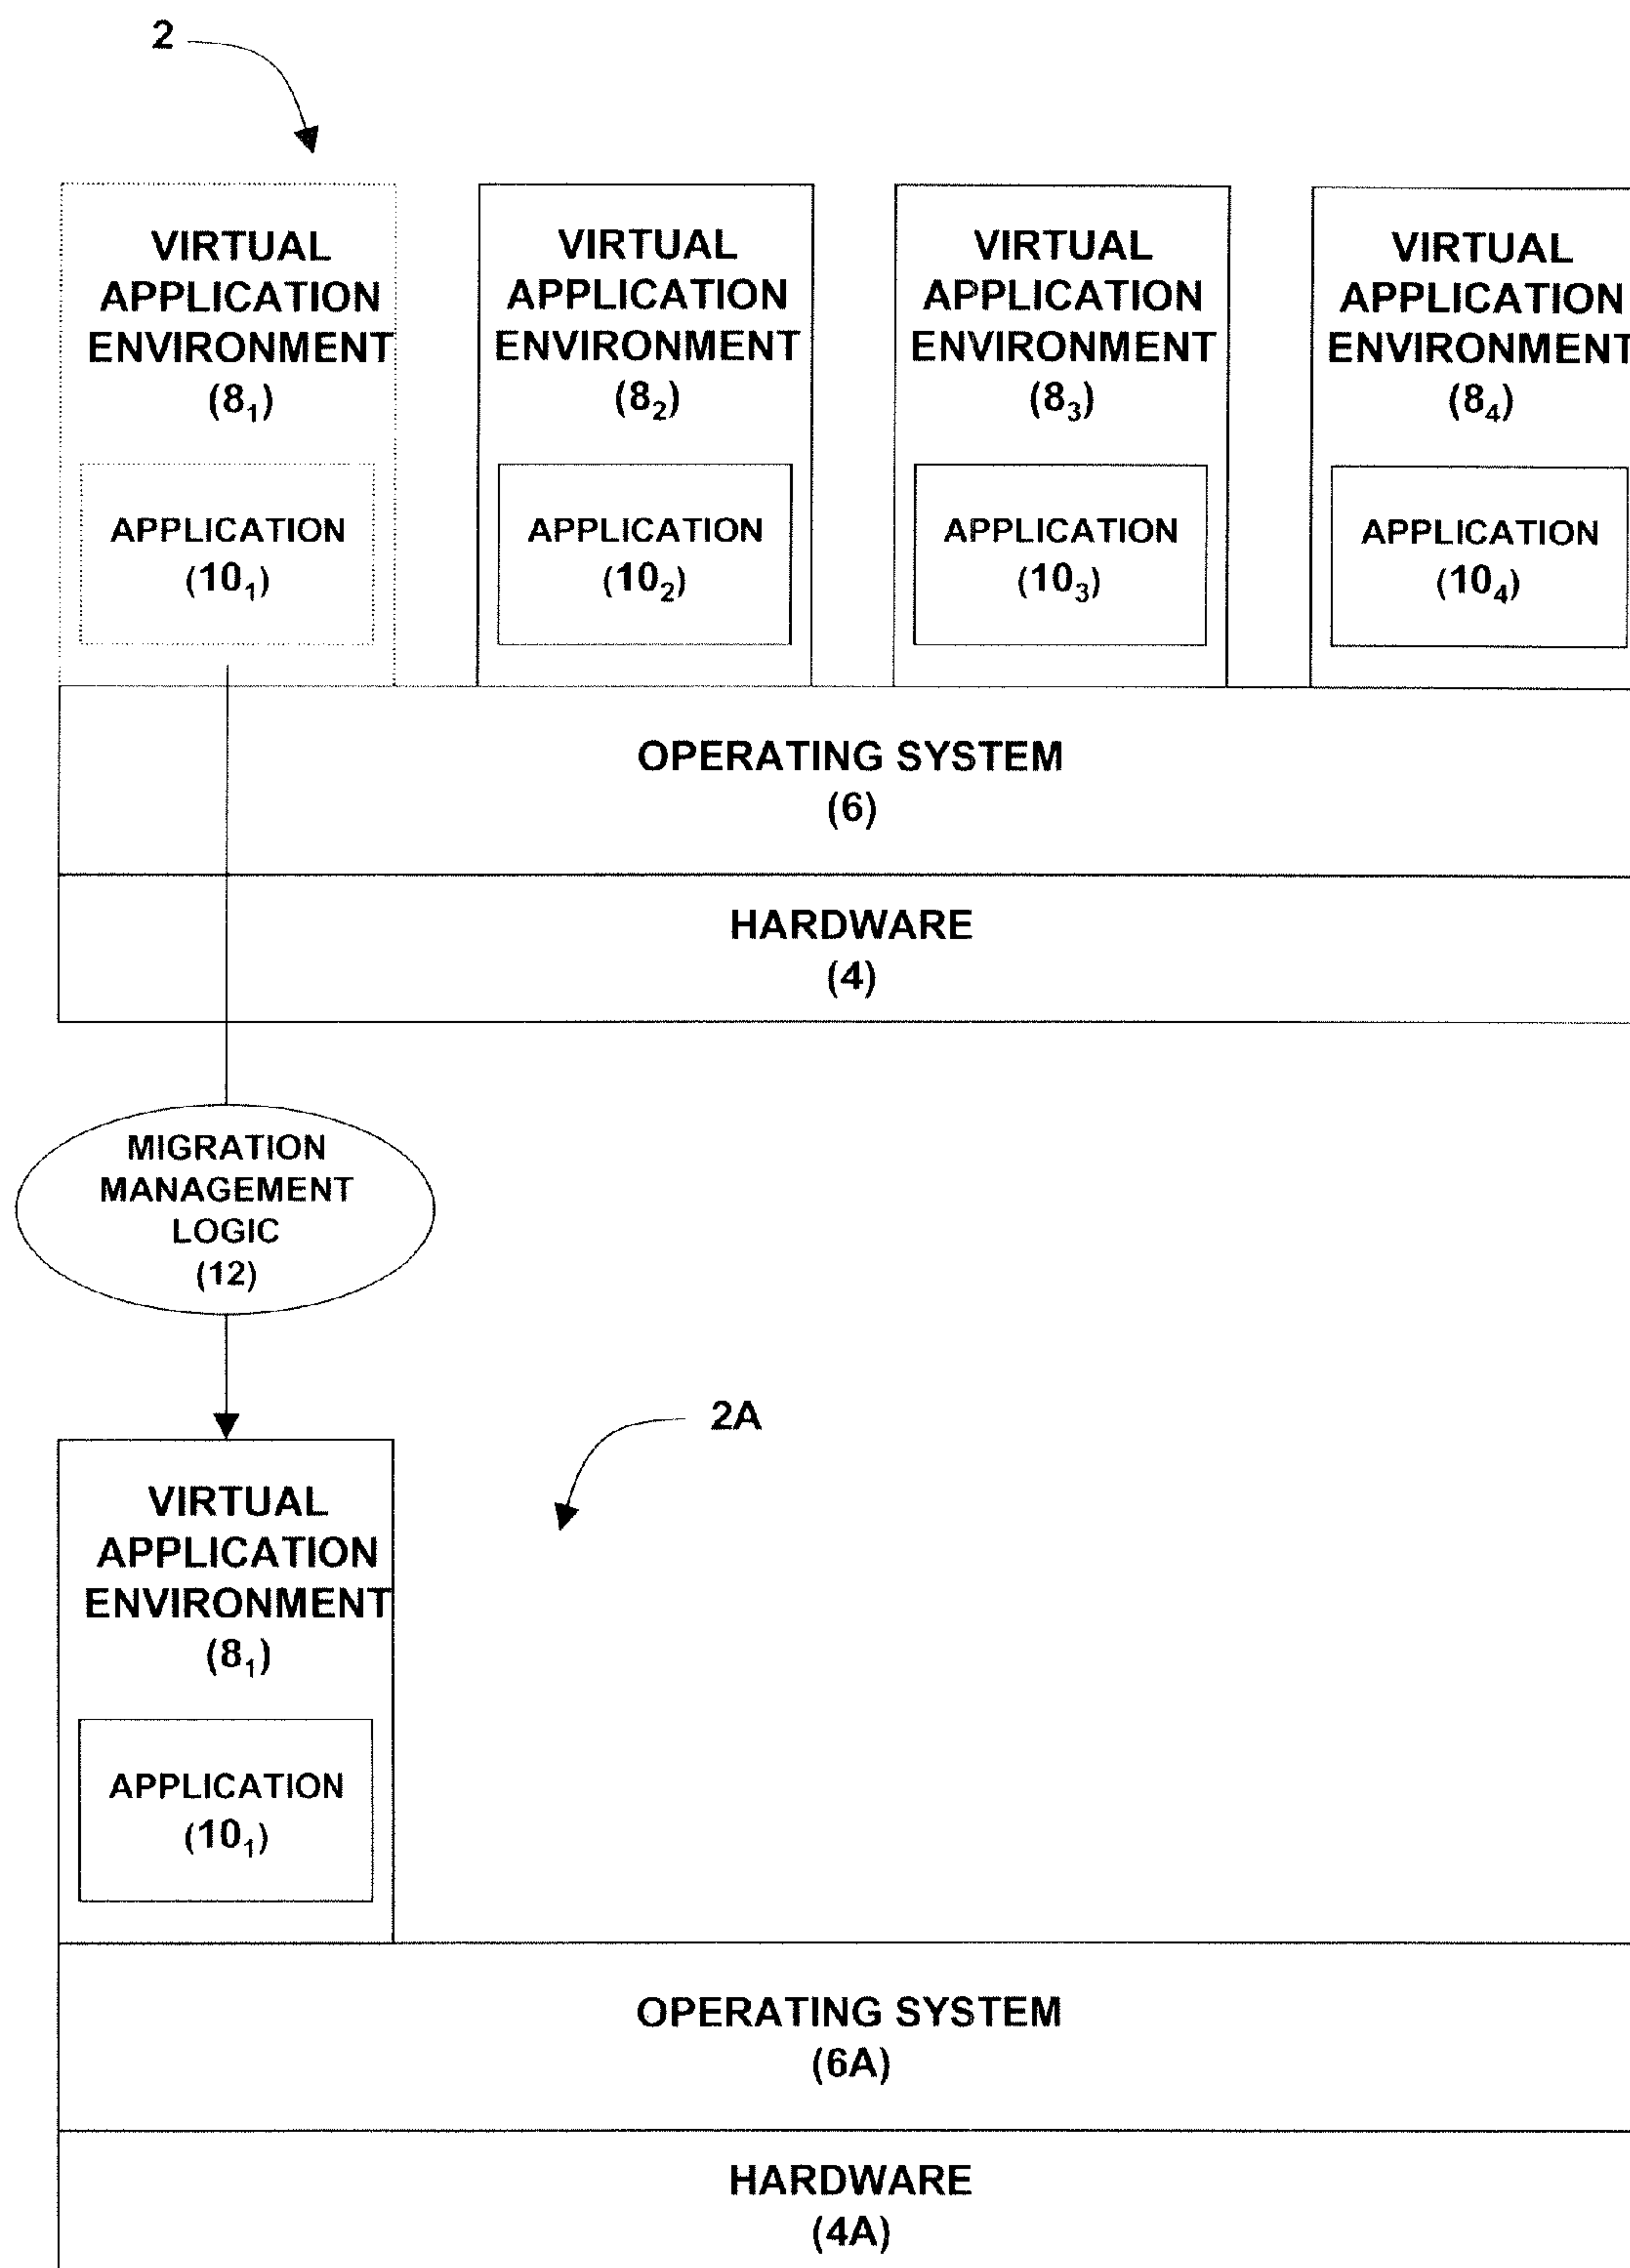 2
VIRTUAL
APPLICATION
ENVIRONMENT
(8₁)
APPLICATION
(10₁)
VIRTUAL
APPLICATION
ENVIRONMENT
(8₂)
APPLICATION
(10₂)
VIRTUAL
APPLICATION
ENVIRONMENT
(8₃)
APPLICATION
(10₃)
VIRTUAL
APPLICATION
ENVIRONMENT
(8₄)
APPLICATION
(10₄)
OPERATING SYSTEM
(6)
HARDWARE
(4)
MIGRATION
MANAGEMENT
LOGIC
(12)
2A
VIRTUAL
APPLICATION
ENVIRONMENT
(8₁)
APPLICATION
(10₁)
OPERATING SYSTEM
(6A)
HARDWARE
(4A)